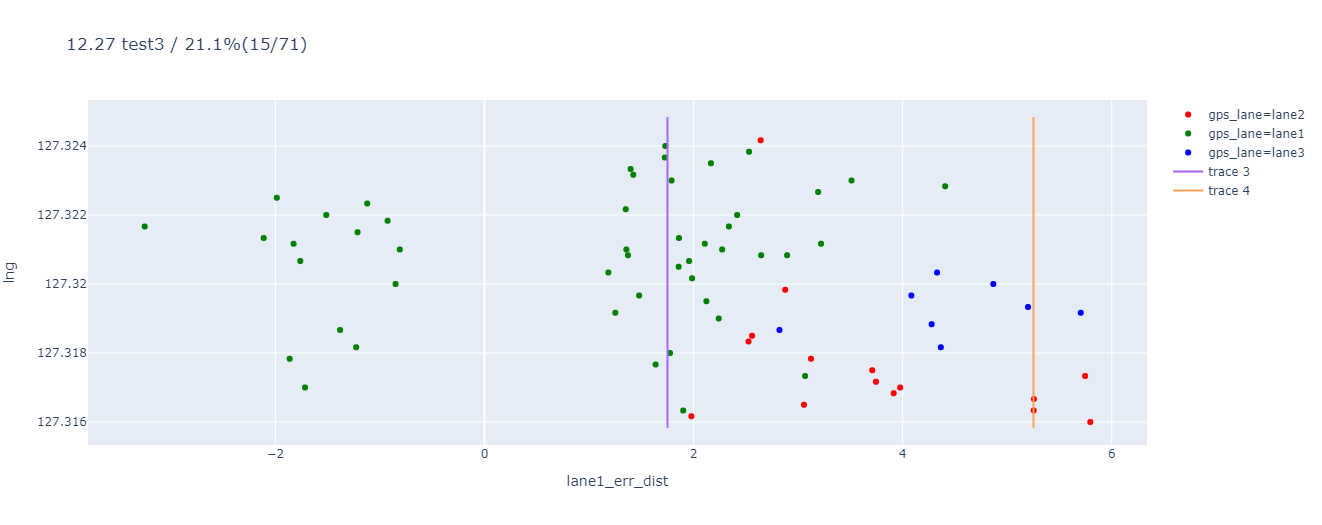 12.27 test3 / 21.1%(15/71)
gps_lane=lane2
gps_lane=lane1
gps_lane=lane3
trace 3
trace 4
127.324
127.322
127.32
127.318
127.316
lng
−2 0 2 4 6
lane1_err_dist